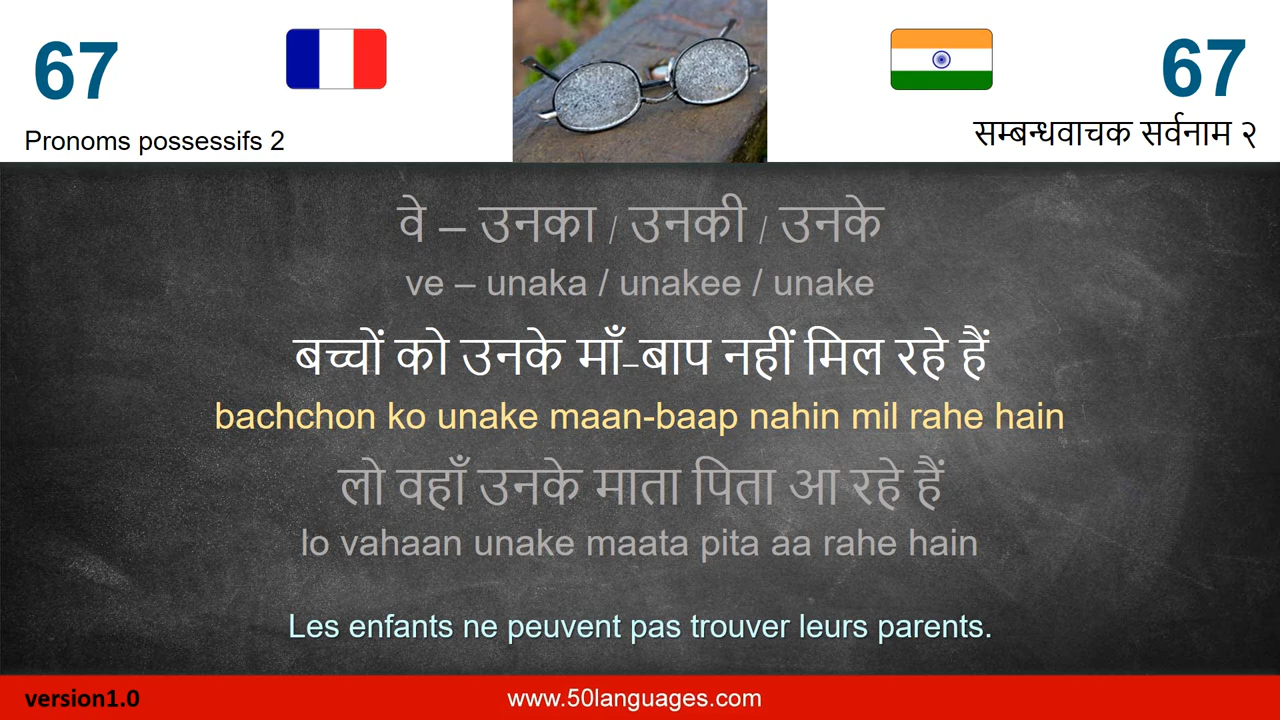 67
67
Pronoms possessifs 2
सम्बन्धवाचक सर्वनाम २
वे – उनका / उनकी / उनके
ve – unaka / unakee / unake
बच्चों को उनके माँ-बाप नहीं मिल रहे हैं
bachchon ko unake maan-baap nahin mil rahe hain
लो वहाँ उनके माता पिता आ रहे हैं
lo vahaan unake maata pita aa rahe hain
Les enfants ne peuvent pas trouver leurs parents.
version1.0
www.50languages.com